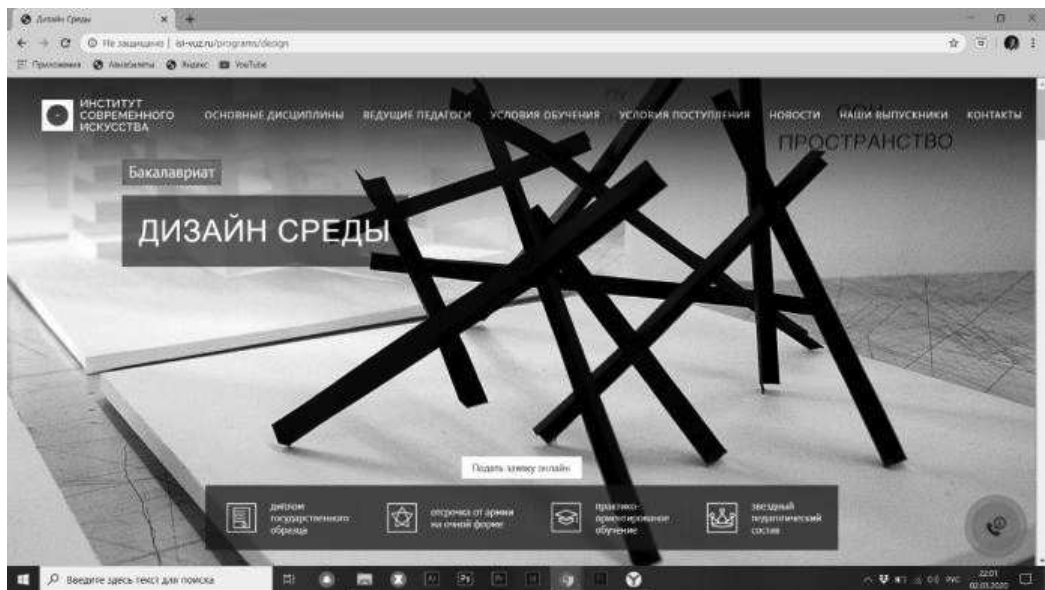 Дизайн Среды
Не защищено | isi-vuz.ru/programs/design
Приложения Авиабилеты Яндекс YouTube
ИНСТИТУТ
СОВРЕМЕННОГО
ИСКУССТВА
ОСНОВНЫЕ ДИСЦИПЛИНЫ ВЕДУЩИЕ ПЕДАГОГИ УСЛОВИЯ ОБУЧЕНИЯ УСЛОВИЯ ПОСТУПЛЕНИЯ НОВОСТИ НАШИ ВЫПУСКНИКИ КОНТАКТЫ
ПРОСТРАНСТВО
Бакалавриат
ДИЗАЙН СРЕДЫ
Подать заявку онлайн
диплом
государственного
образца
отсрочка от армии
на очной форме
практико-
ориентированое
обучение
звездный
педагогический
состав
Введите здесь текст для поиска
РУС
22:01
02.03.2020